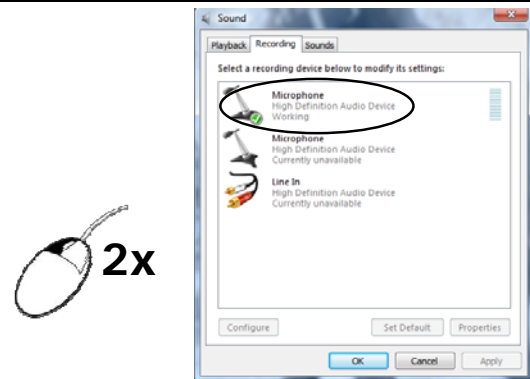 Sound
Playback Recording Sounds
Select a recording device below to modify its settings:
Microphone
High Definition Audio Device
Working
Microphone
High Definition Audio Device
Currently unavailable
Line In
High Definition Audio Device
Currently unavailable
2x
Configure Set Default Properties
OK Cancel Apply